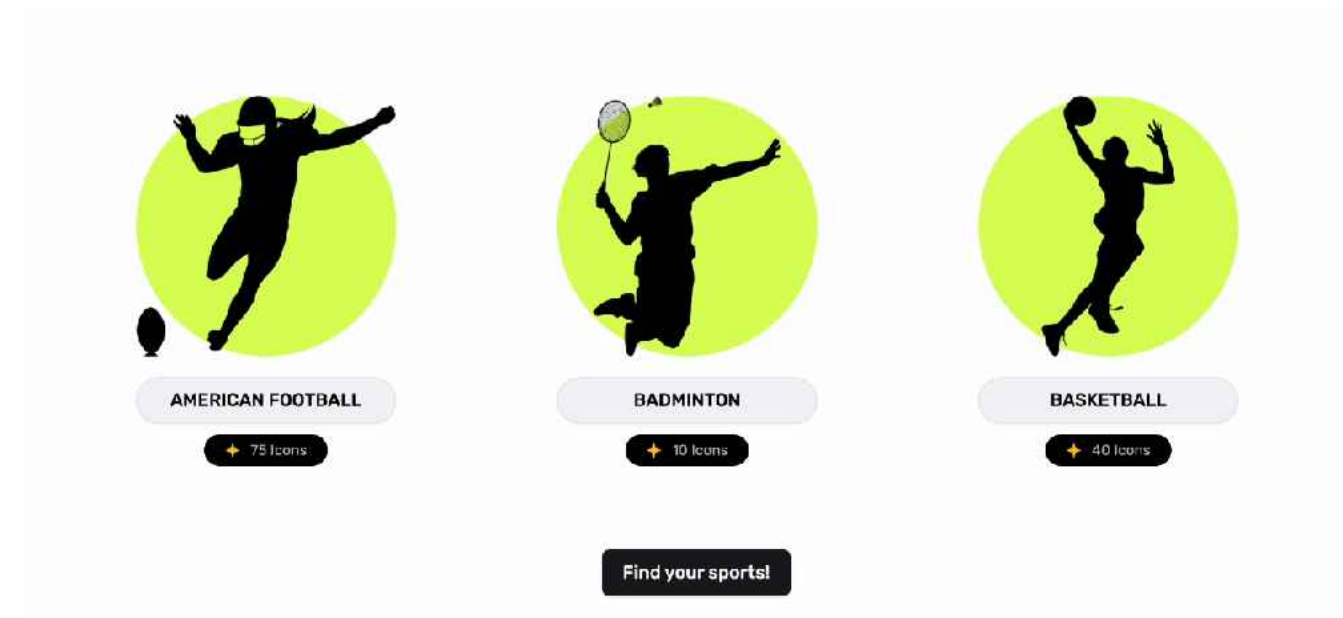 AMERICAN FOOTBALL
BADMINTON
BASKETBALL
75 Icons
10 Icons
40 Icons
Find your sports!